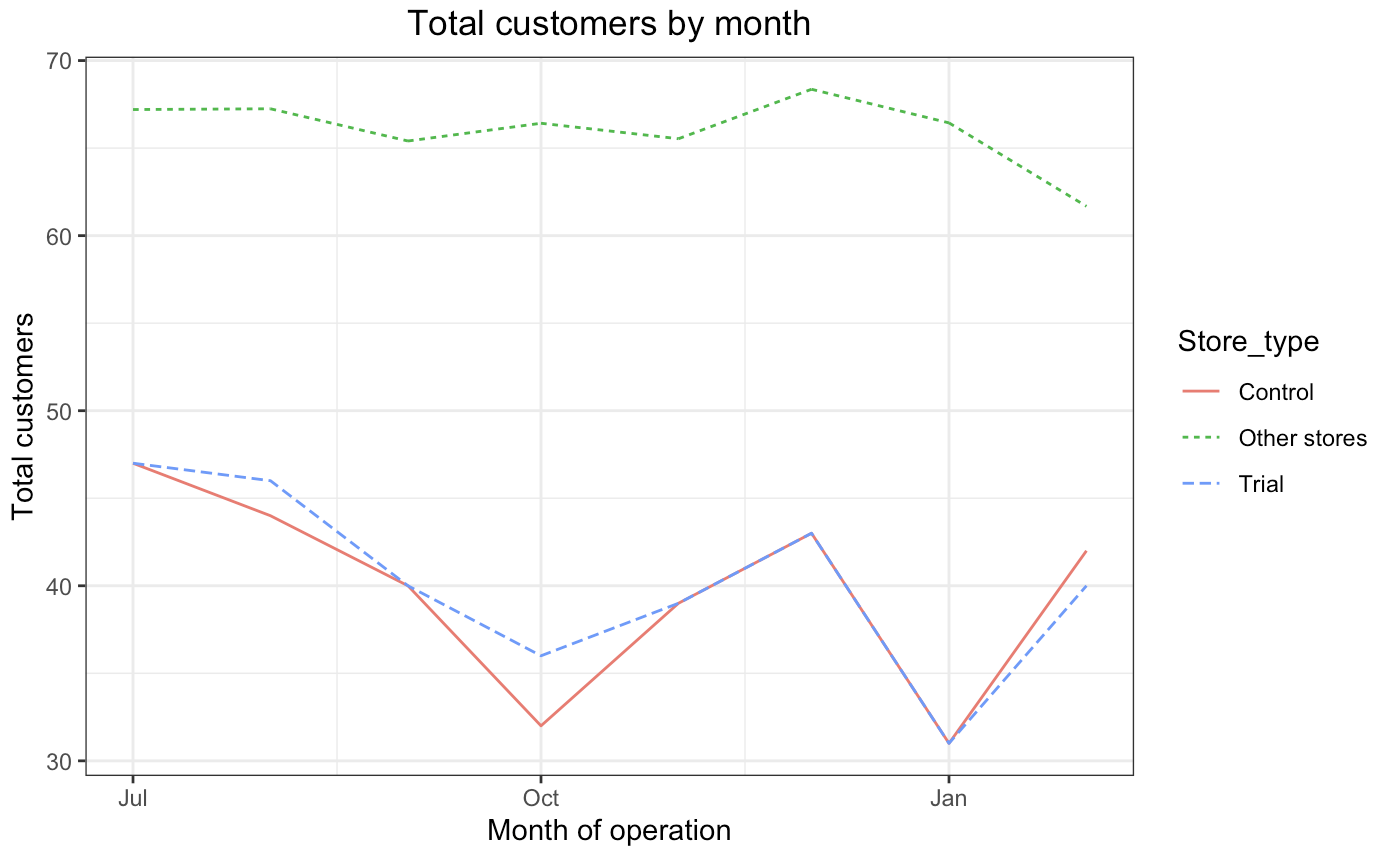 Total customers by month
70
60
50
40
30
Total customers
Jul
Oct
Jan
Month of operation
Store_type
Control
Other stores
Trial